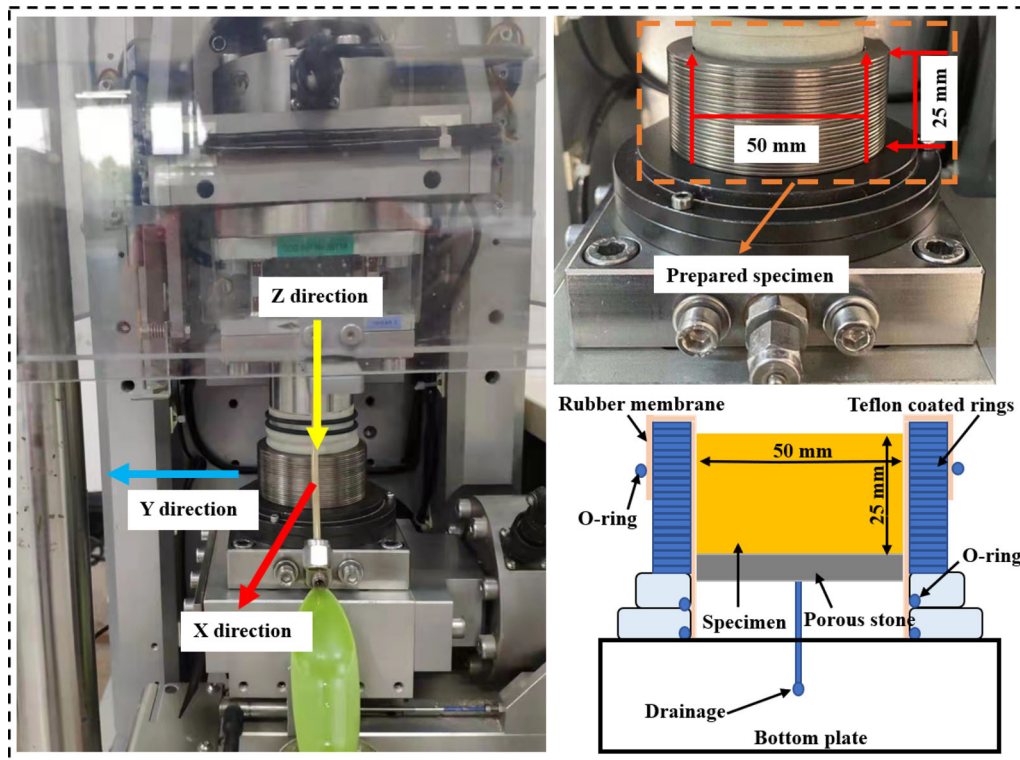 Z direction
Y direction
X direction
50 mm
25 mm
Prepared specimen
Rubber membrane
Teflon coated rings
50 mm
25 mm
O-ring
O-ring
Specimen
Porous stone
Drainage
Bottom plate